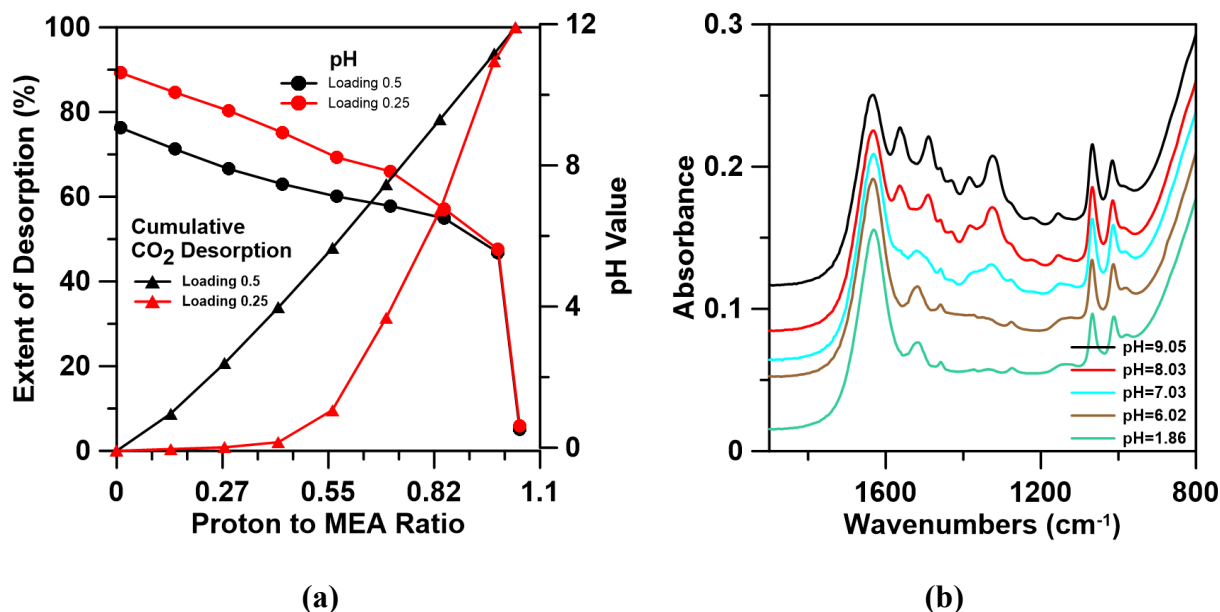 100
80
60
40
20
0
Extent of Desorption (%)
pH
Loading 0.5
Loading 0.25
Cumulative
CO2 Desorption
Loading 0.5
Loading 0.25
12
8
4
0
pH Value
0 0.27 0.55 0.82 1.1
Proton to MEA Ratio
(a)
0.3
0.2
0.1
0
Absorbance
pH=9.05
pH=8.03
pH=7.03
pH=6.02
pH=1.86
1600 1200 800
Wavenumbers (cm-1)
(b)